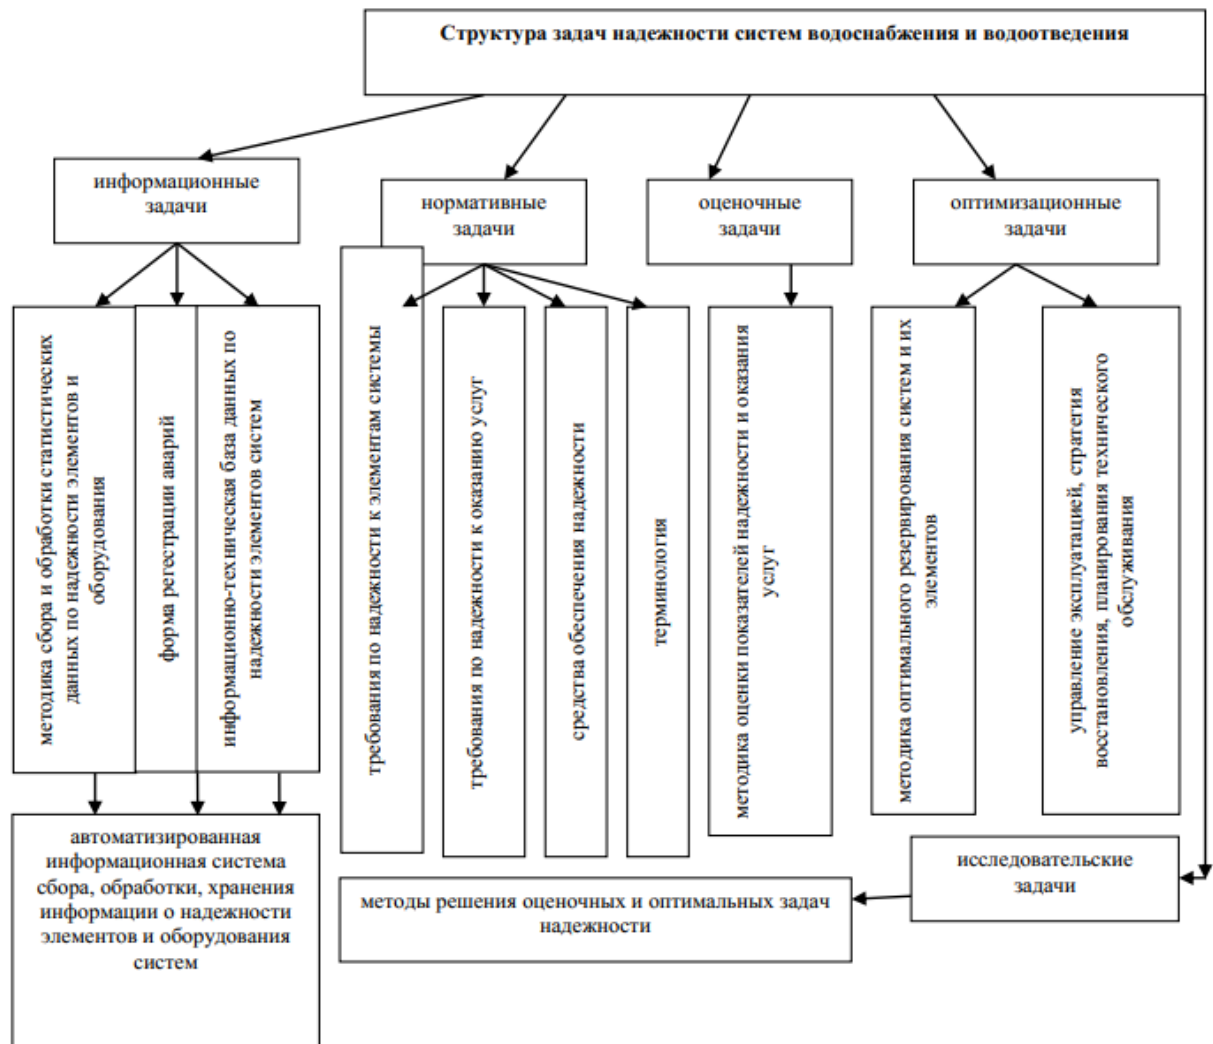 Структура задач надежности систем водоснабжения и водоотведения
информационные
задачи
нормативные
задачи
оценочные
задачи
оптимизационные
задачи
методика сбора и обработки статистических
данных по надежности элементов и
оборудования
форма регестрации аварий
информационно-техническая база данных по
надежности элементов систем
требования по надежности к элементам системы
требования по надежности к оказанию услуг
средства обеспечения надежности
терминология
методика оценки показателей надежности и оказания
услуг
методика оптимального резервирования систем и их
элементов
управление эксплуатацией, стратегия
восстановления, планирования технического
обслуживания
автоматизированная
информационная система
сбора, обработки, хранения
информации о надежности
элементов и оборудования
систем
методы решения оценочных и оптимальных задач
надежности
исследовательские
задачи